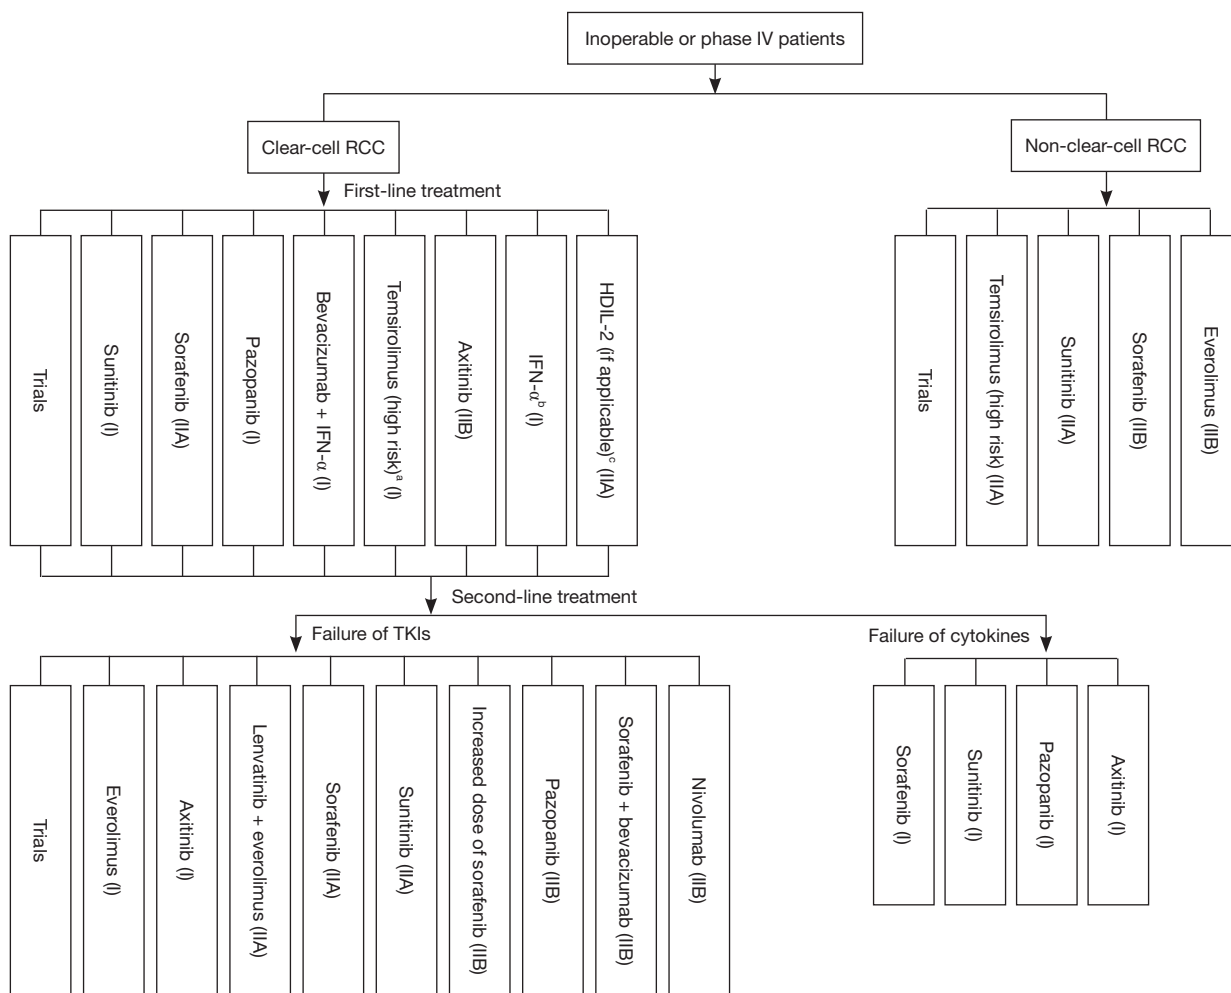 Inoperable or phase IV patients
Clear-cell RCC
Non-clear-cell RCC
First-line treatment
Trials
Sunitinib (I)
Sorafenib (IIA)
Pazopanib (I)
Bevacizumab + IFN-α (I)
Temsirolimus (high risk)ᵃ (I)
Axitinib (IIB)
IFN-αᵇ (I)
HDIL-2 (if applicable)ᶜ (IIA)
Trials
Temsirolimus (high risk) (IIA)
Sunitinib (IIA)
Sorafenib (IIB)
Everolimus (IIB)
Second-line treatment
Failure of TKIs
Failure of cytokines
Trials
Everolimus (I)
Axitinib (I)
Lenvatinib + everolimus (IIA)
Sorafenib (IIA)
Sunitinib (IIA)
Increased dose of sorafenib (IIB)
Pazopanib (IIB)
Sorafenib + bevacizumab (IIB)
Nivolumab (IIB)
Sorafenib (I)
Sunitinib (I)
Pazopanib (I)
Axitinib (I)